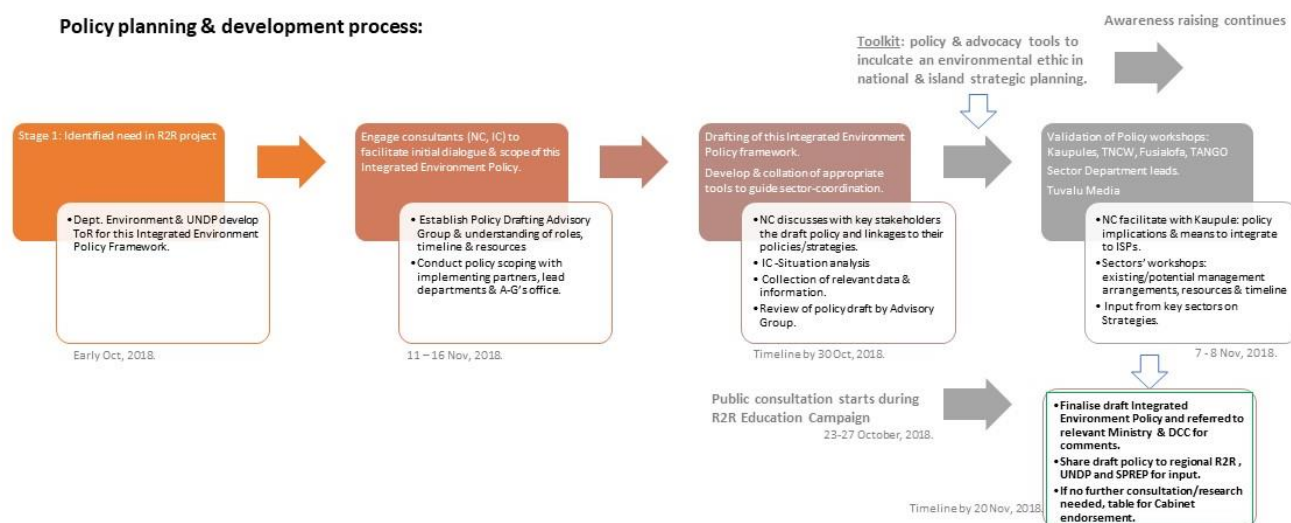 Policy planning & development process:
Awareness raising continues
Toolkit: policy & advocacy tools to
inculcate an environmental ethic in
national & island strategic planning.
Stage 1: Identified need in R2R project
•Dept. Environment & UNDP develop
ToR for this Integrated Environment
Policy Framework.
Early Oct, 2018.
Engage consultants (NC, IC) to
facilitate initial dialogue & scope of this
Integrated Environment Policy.
•Establish Policy Drafting Advisory
Group & understanding of roles,
timeline & resources
•Conduct policy scoping with
implementing partners, lead
departments & A-G's office.
11 – 16 Nov, 2018.
Drafting of this Integrated Environment
Policy framework.
Develop & collation of appropriate
tools to guide sector-coordination.
•NC discusses with key stakeholders
the draft policy and linkages to their
policies/strategies.
•IC -Situation analysis
•Collection of relevant data &
information.
•Review of policy draft by Advisory
Group.
Timeline by 30 Oct, 2018.
Validation of Policy workshops:
Kaupules, TNCW, Fusialofa, TANGO
Sector Department leads.
Tuvalu Media
•NC facilitate with Kaupule: policy
implications & means to integrate
to ISPs.
•Sectors' workshops:
existing/potential management
arrangements, resources & timeline
•Input from key sectors on
Strategies.
7 - 8 Nov, 2018.
Public consultation starts during
R2R Education Campaign
23-27 October, 2018.
•Finalise draft Integrated
Environment Policy and referred to
relevant Ministry & DCC for
comments.
•Share draft policy to regional R2R ,
UNDP and SPREP for input.
•If no further consultation/research
needed, table for Cabinet
endorsement.
Timeline by 20 Nov, 2018.